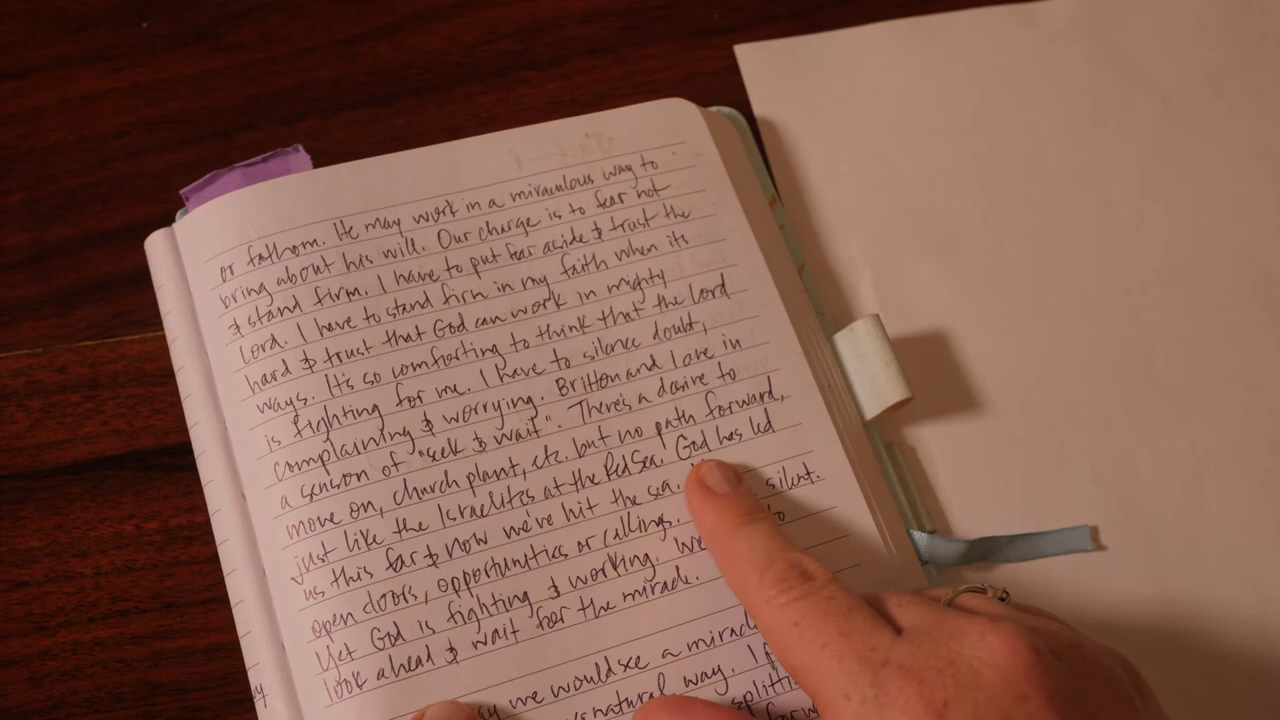 or fathom. He may work in a miraculous way to
bring about his will. Our charge is to fear not
& stand firm. I have to put fear aside & trust the
Lord. I have to stand firm in my faith when its
hard & trust that God can work in mighty
ways. It's so comforting to think that the Lord
is fighting for me. I have to silence doubt,
complaining & worrying. Britton and I are in
a season of "seek & wait". There's a desire to
move on, church plant, etc. but no path forward,
just like the Israelites at the Red Sea. God has led
us this far & now we've hit the sea. silent.
open doors, opportunities or callings.
Yet God is fighting & working. We
look ahead & wait for the miracle.
we would see a
natural way. I